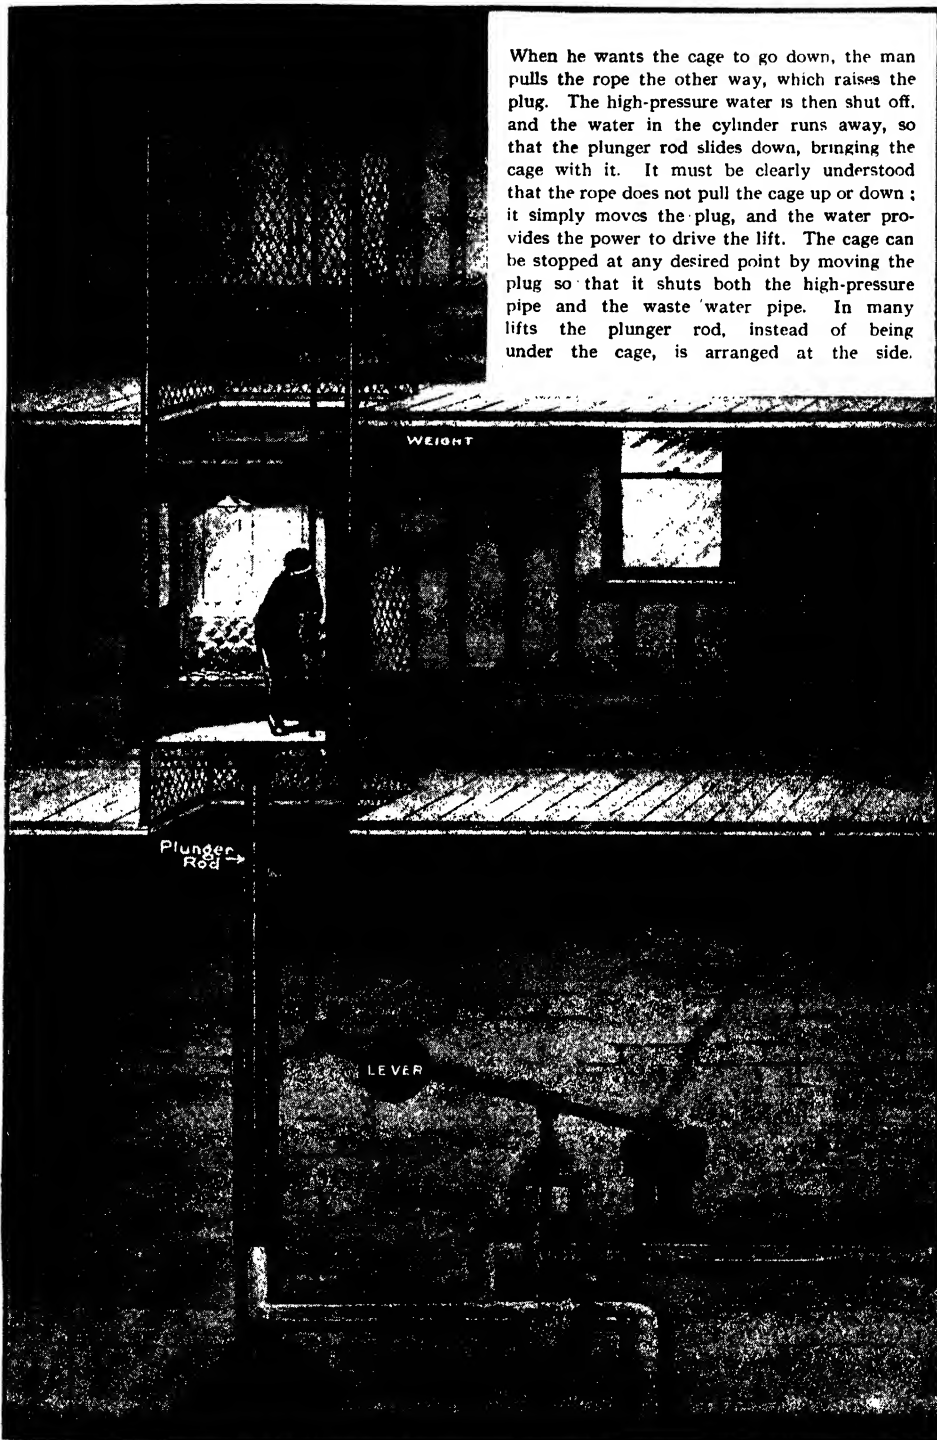 When he wants the cage to go down, the man
pulls the rope the other way, which raises the
plug. The high-pressure water is then shut off,
and the water in the cylinder runs away, so
that the plunger rod slides down, bringing the
cage with it. It must be clearly understood
that the rope does not pull the cage up or down ;
it simply moves the plug, and the water pro-
vides the power to drive the lift. The cage can
be stopped at any desired point by moving the
plug so that it shuts both the high-pressure
pipe and the waste water pipe. In many
lifts the plunger rod, instead of being
under the cage, is arranged at the side.
WEIGHT
Plunger
Rod
LEVER